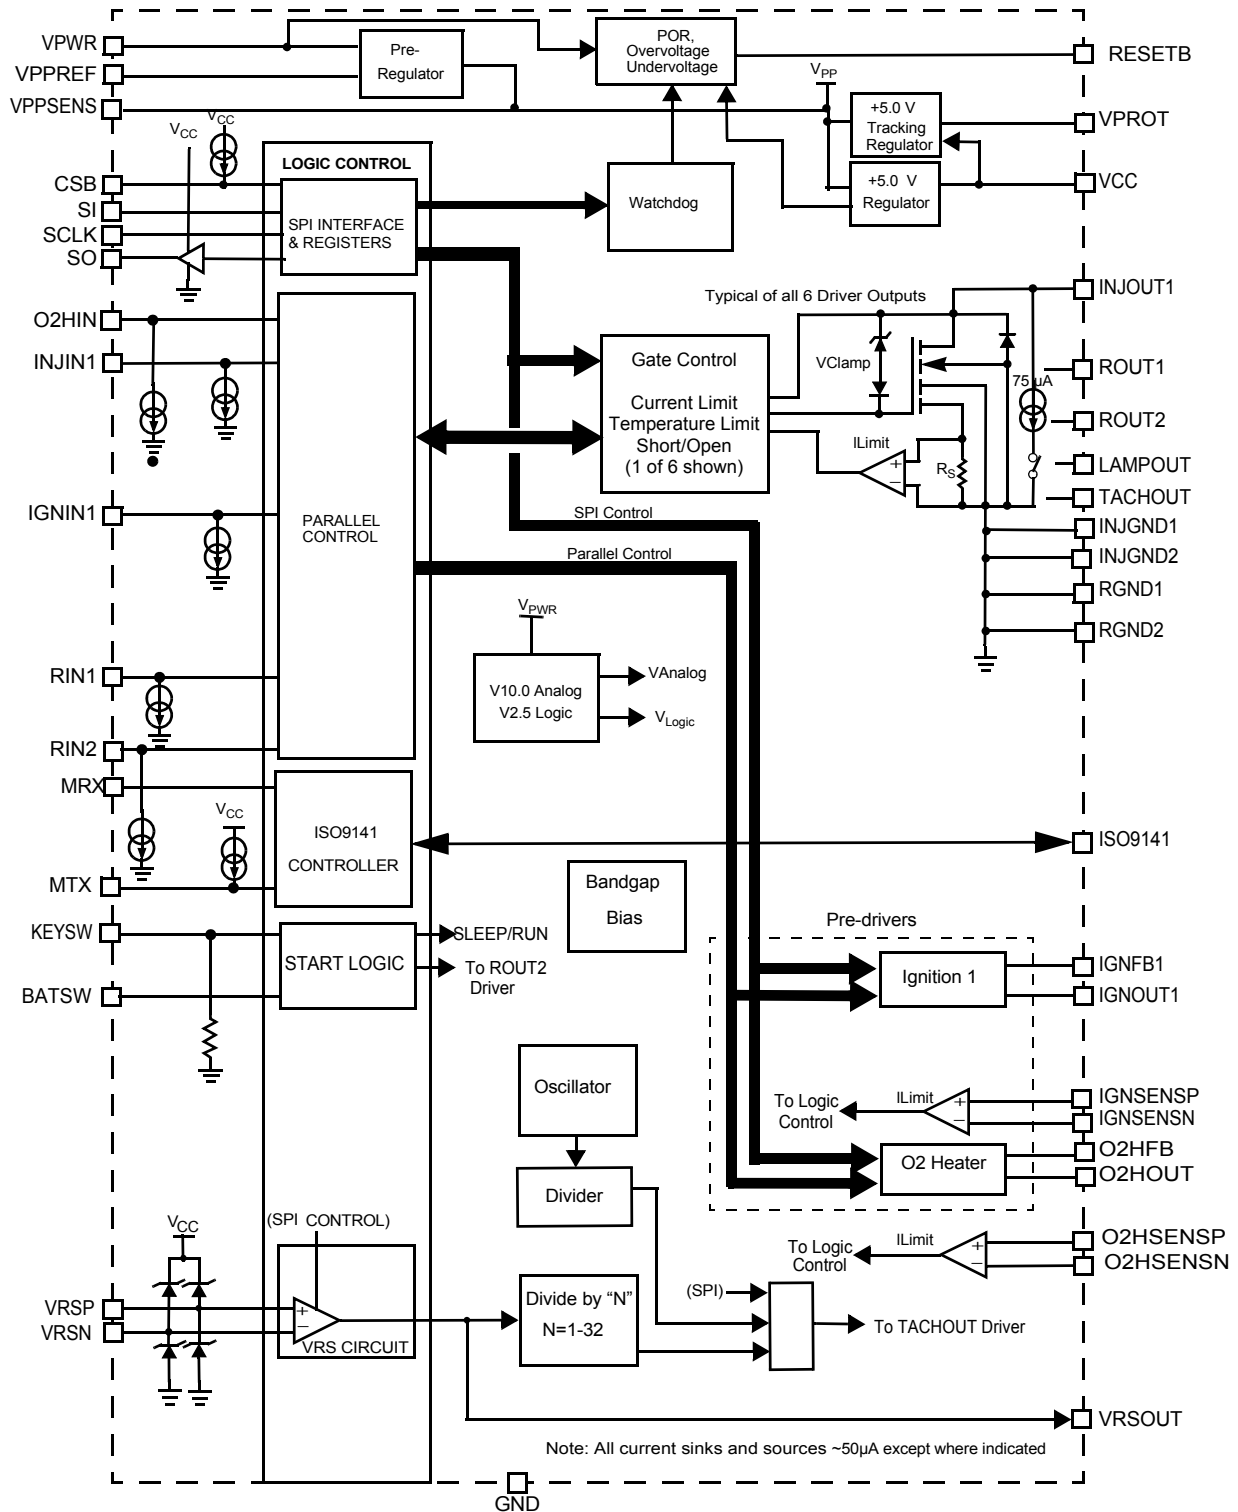 VPWR
VPPREF
VPPSENS
Pre-
Regulator
POR,
Overvoltage
Undervoltage
RESETB
VPP
+5.0 V
Tracking
Regulator
VPROT
+5.0 V
Regulator
VCC
VCC
VCC
LOGIC CONTROL
CSB
SI
SCLK
SO
SPI INTERFACE
& REGISTERS
Watchdog
O2HIN
INJIN1
IGNIN1
RIN1
RIN2
PARALLEL
CONTROL
Typical of all 6 Driver Outputs
Gate Control
Current Limit
Temperature Limit
Short/Open
(1 of 6 shown)
VClamp
ILimit
+
−
RS
75 µA
INJOUT1
ROUT1
ROUT2
LAMPOUT
TACHOUT
INJGND1
INJGND2
RGND1
RGND2
SPI Control
Parallel Control
VPWR
V10.0 Analog
V2.5 Logic
VAnalog
VLogic
MRX
MTX
VCC
ISO9141
CONTROLLER
ISO9141
Bandgap
Bias
KEYSW
BATSW
START LOGIC
SLEEP/RUN
To ROUT2
Driver
Pre-drivers
Ignition 1
IGNFB1
IGNOUT1
To Logic
Control
ILimit
+
−
IGNSENSP
IGNSENSN
O2 Heater
O2HFB
O2HOUT
To Logic
Control
ILimit
+
−
O2HSENSP
O2HSENSN
Oscillator
Divider
VCC
(SPI CONTROL)
VRSP
VRSN
+
−
VRS CIRCUIT
Divide by “N”
N=1-32
(SPI)
To TACHOUT Driver
VRSOUT
Note: All current sinks and sources ~50µA except where indicated
GND